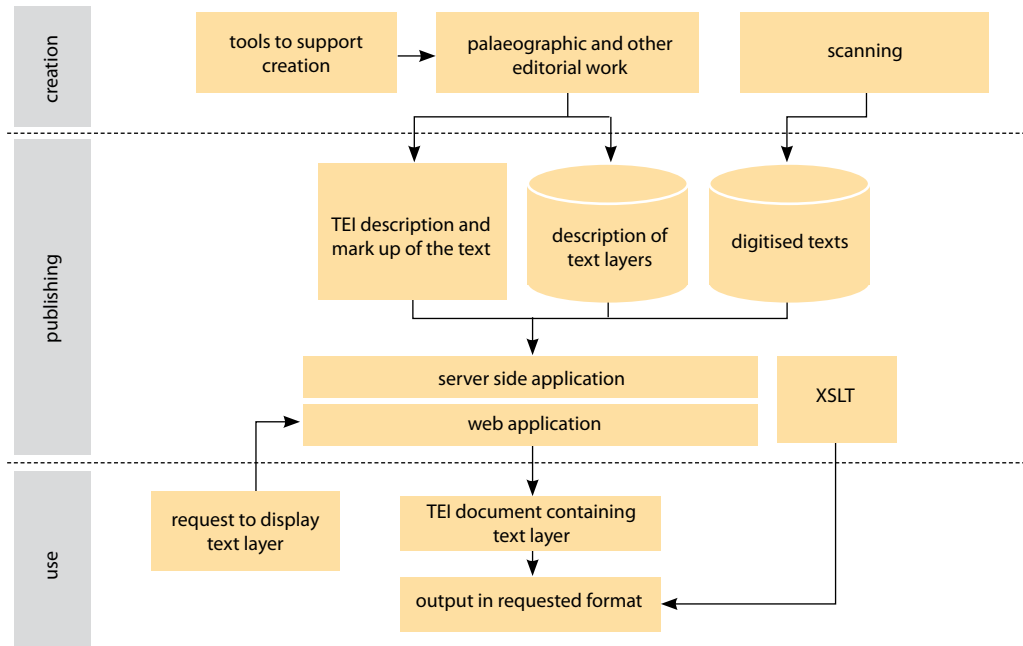 creation
tools to support
creation
palaeographic and other
editorial work
scanning
publishing
TEI description and
mark up of the text
description of
text layers
digitised texts
server side application
web application
XSLT
use
request to display
text layer
TEI document containing
text layer
output in requested format